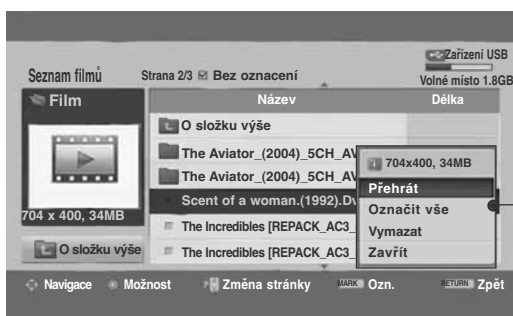 Zařízení USB
Seznam filmů
Strana 2/3 Bez oznacení
Volné místo 1.8GB
Film
Název
Délka
O složku výše
The Aviator_(2004)_5CH_AV
The Aviator_(2004)_5CH_AV
Scent of a woman.(1992).Dv
The Incredibles [REPACK_AC3_
The Incredibles [REPACK_AC3_
704 x 400, 34MB
O složku výše
704x400, 34MB
Přehrát
Označit vše
Vymazat
Zavřít
Navigace
Možnost
Změna stránky
MARK Ozn.
RETURN Zpět